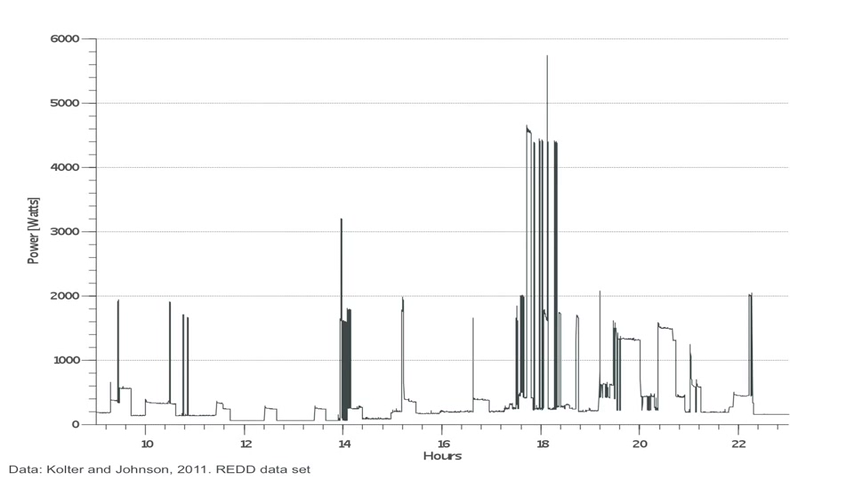 6000
5000
4000
3000
2000
1000
0
Power [Watts]
10 12 14 16 18 20 22
Hours
Data: Kolter and Johnson, 2011. REDD data set